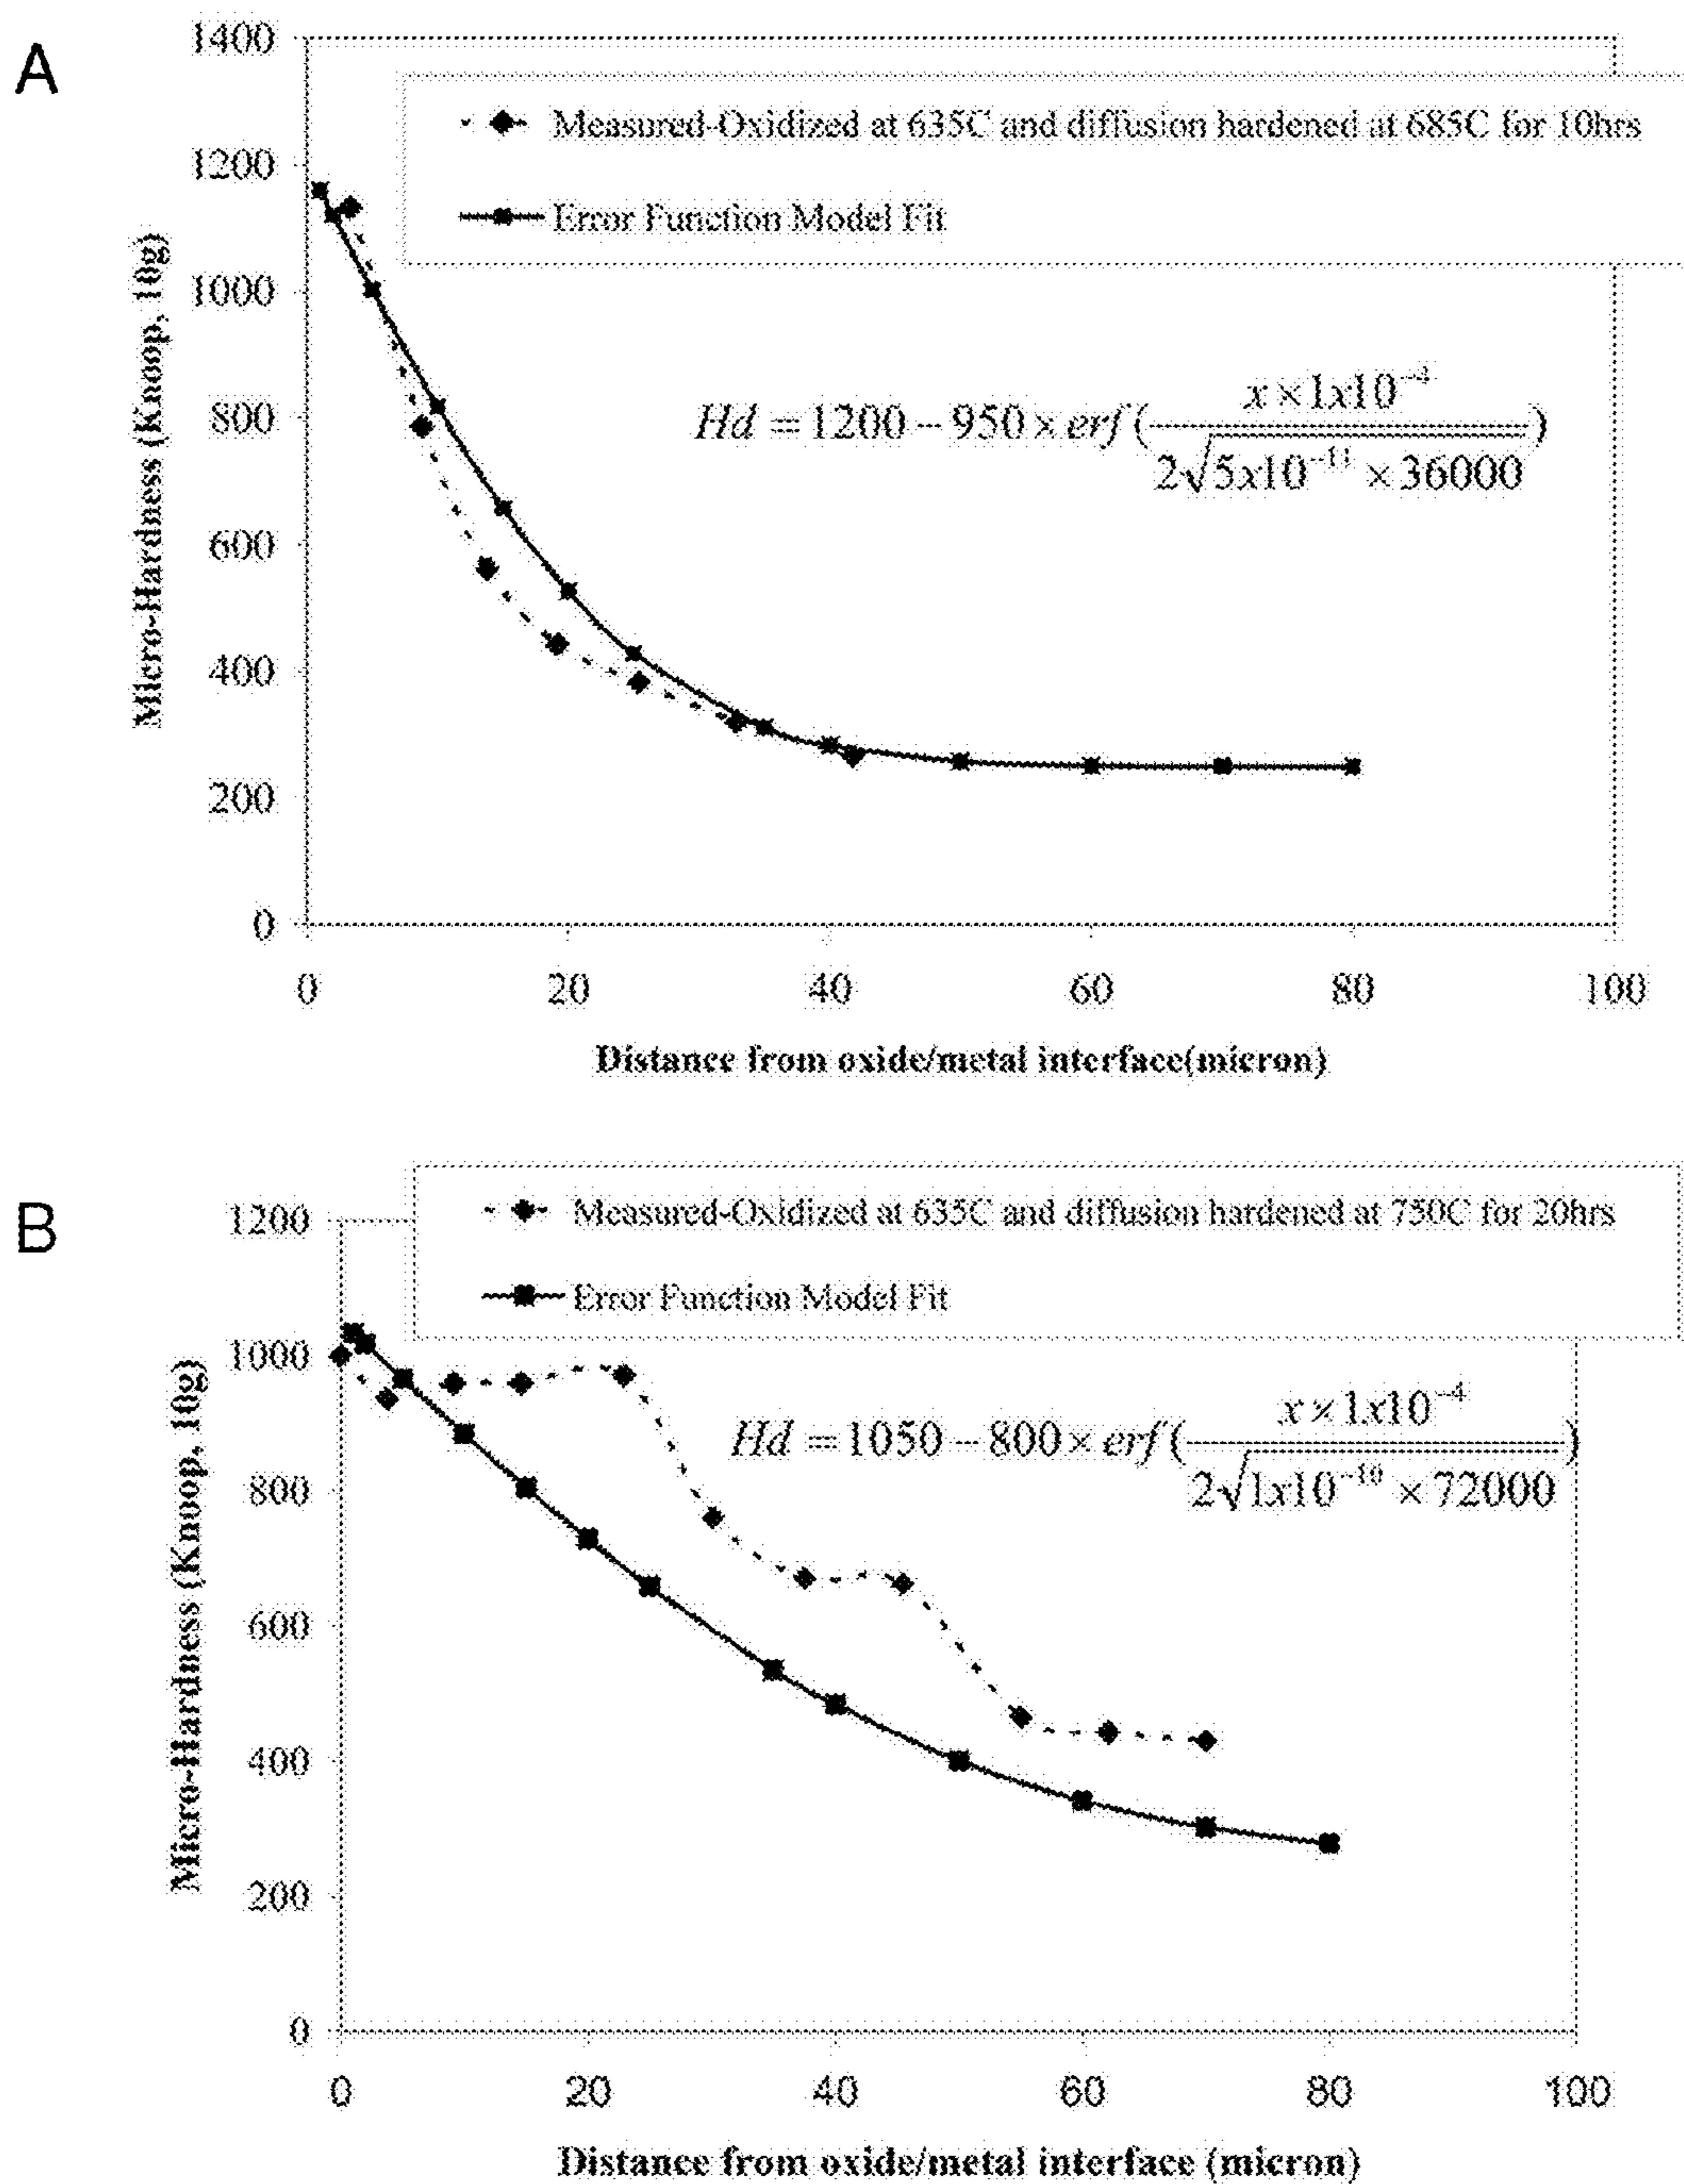 A
1400
1200
1000
800
600
400
200
0
Micro-Hardness (Knoop, 10g)
Measured-Oxidized at 635C and diffusion hardened at 685C for 10hrs
Error Function Model Fit
Hd = 1200 - 950 × erf ( x × 1x10^-4 / 2√5x10^-11 × 36000 )
0 20 40 60 80 100
Distance from oxide/metal interface(micron)
B
1200
1000
800
600
400
200
0
Micro-Hardness (Knoop, 10g)
Measured-Oxidized at 635C and diffusion hardened at 750C for 20hrs
Error Function Model Fit
Hd = 1050 - 800 × erf ( x × 1x10^-4 / 2√1x10^-10 × 72000 )
0 20 40 60 80 100
Distance from oxide/metal interface (micron)